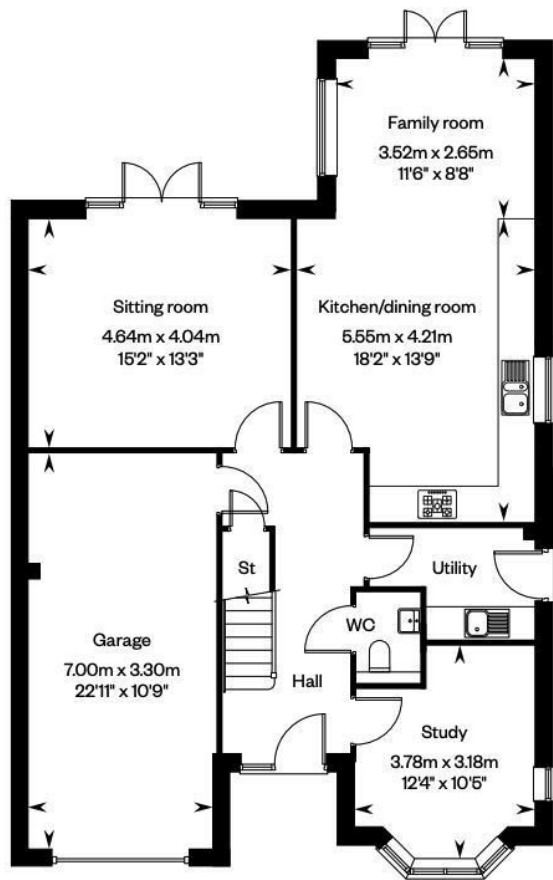 Family room
3.52m x 2.65m
11'6" x 8'8"
Sitting room
4.64m x 4.04m
15'2" x 13'3"
Kitchen/dining room
5.55m x 4.21m
18'2" x 13'9"
St
Utility
WC
Garage
7.00m x 3.30m
22'11" x 10'9"
Hall
Study
3.78m x 3.18m
12'4" x 10'5"